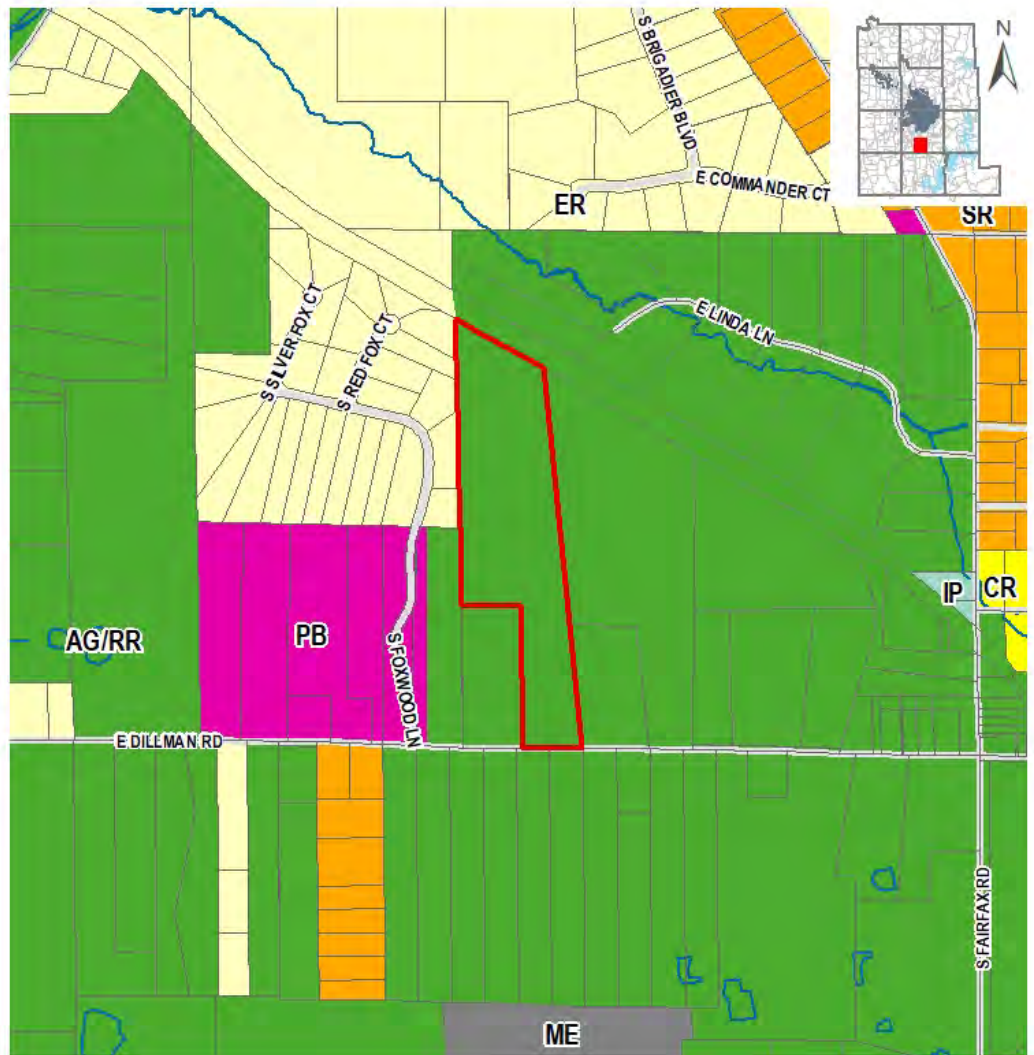 S BRIGADIER BLVD
N
E COMMANDER CT
ER
SR
S SILVER FOX CT
S RED FOX CT
E LINDA LN
IP
CR
AG/RR
PB
S FOXWOOD LN
E DILLMAN RD
S FAIRFAX RD
ME